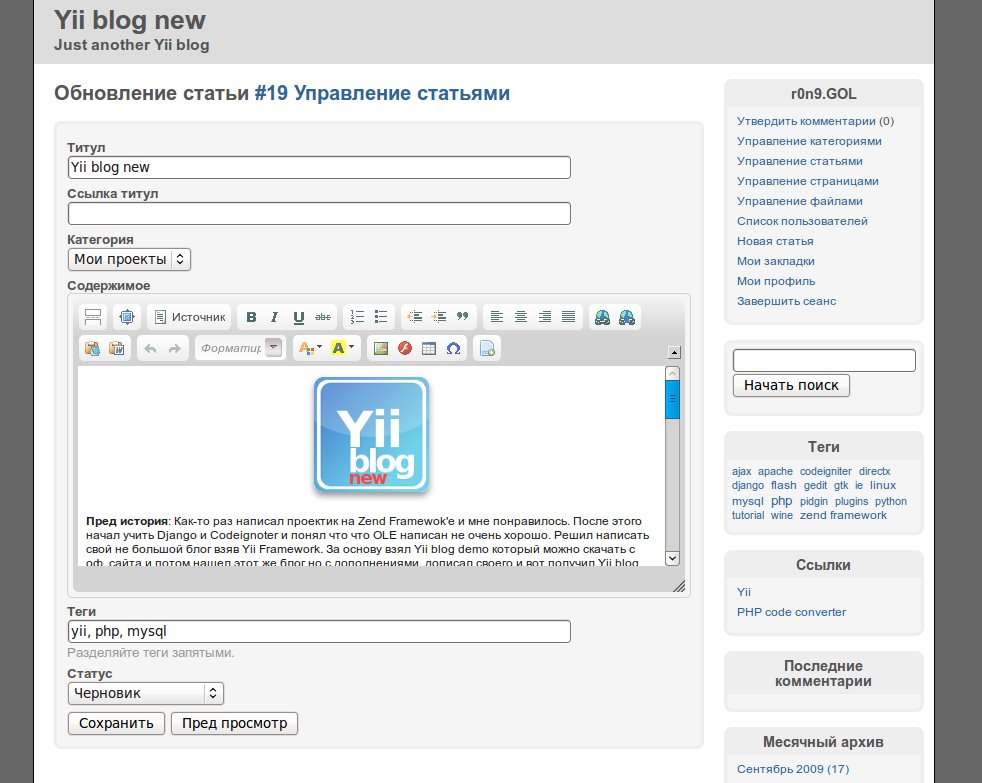 Yii blog new
Just another Yii blog
Обновление статьи #19 Управление статьями
Титул
Yii blog new
Ссылка титул
Категория
Мои проекты
Содержимое
Источник
B I U abc
Форматир
A A
Yii
blog
new
Пред история: Как-то раз написал проектик на Zend Framewok'e и мне понравилось. После этого
начал учить Django и Codeignoter и понял что что OLE написан не очень хорошо. Решил написать
свой не большой блог взяв Yii Framework. За основу взял Yii blog demo который можно скачать с
оф. сайта и потом нашел этот же блог но с дополнениями, дописал своего и вот получил Yii blog
Теги
yii, php, mysql
Разделяйте теги запятыми.
Статус
Черновик
Сохранить Пред просмотр
r0n9.GOL
Утвердить комментарии (0)
Управление категориями
Управление статьями
Управление страницами
Управление файлами
Список пользователей
Новая статья
Мои закладки
Мои профиль
Завершить сеанс
Начать поиск
Теги
ajax apache codeigniter directx
django flash gedit gtk ie linux
mysql php pidgin plugins python
tutorial wine zend framework
Ссылки
Yii
PHP code converter
Последние
комментарии
Месячный архив
Сентябрь 2009 (17)